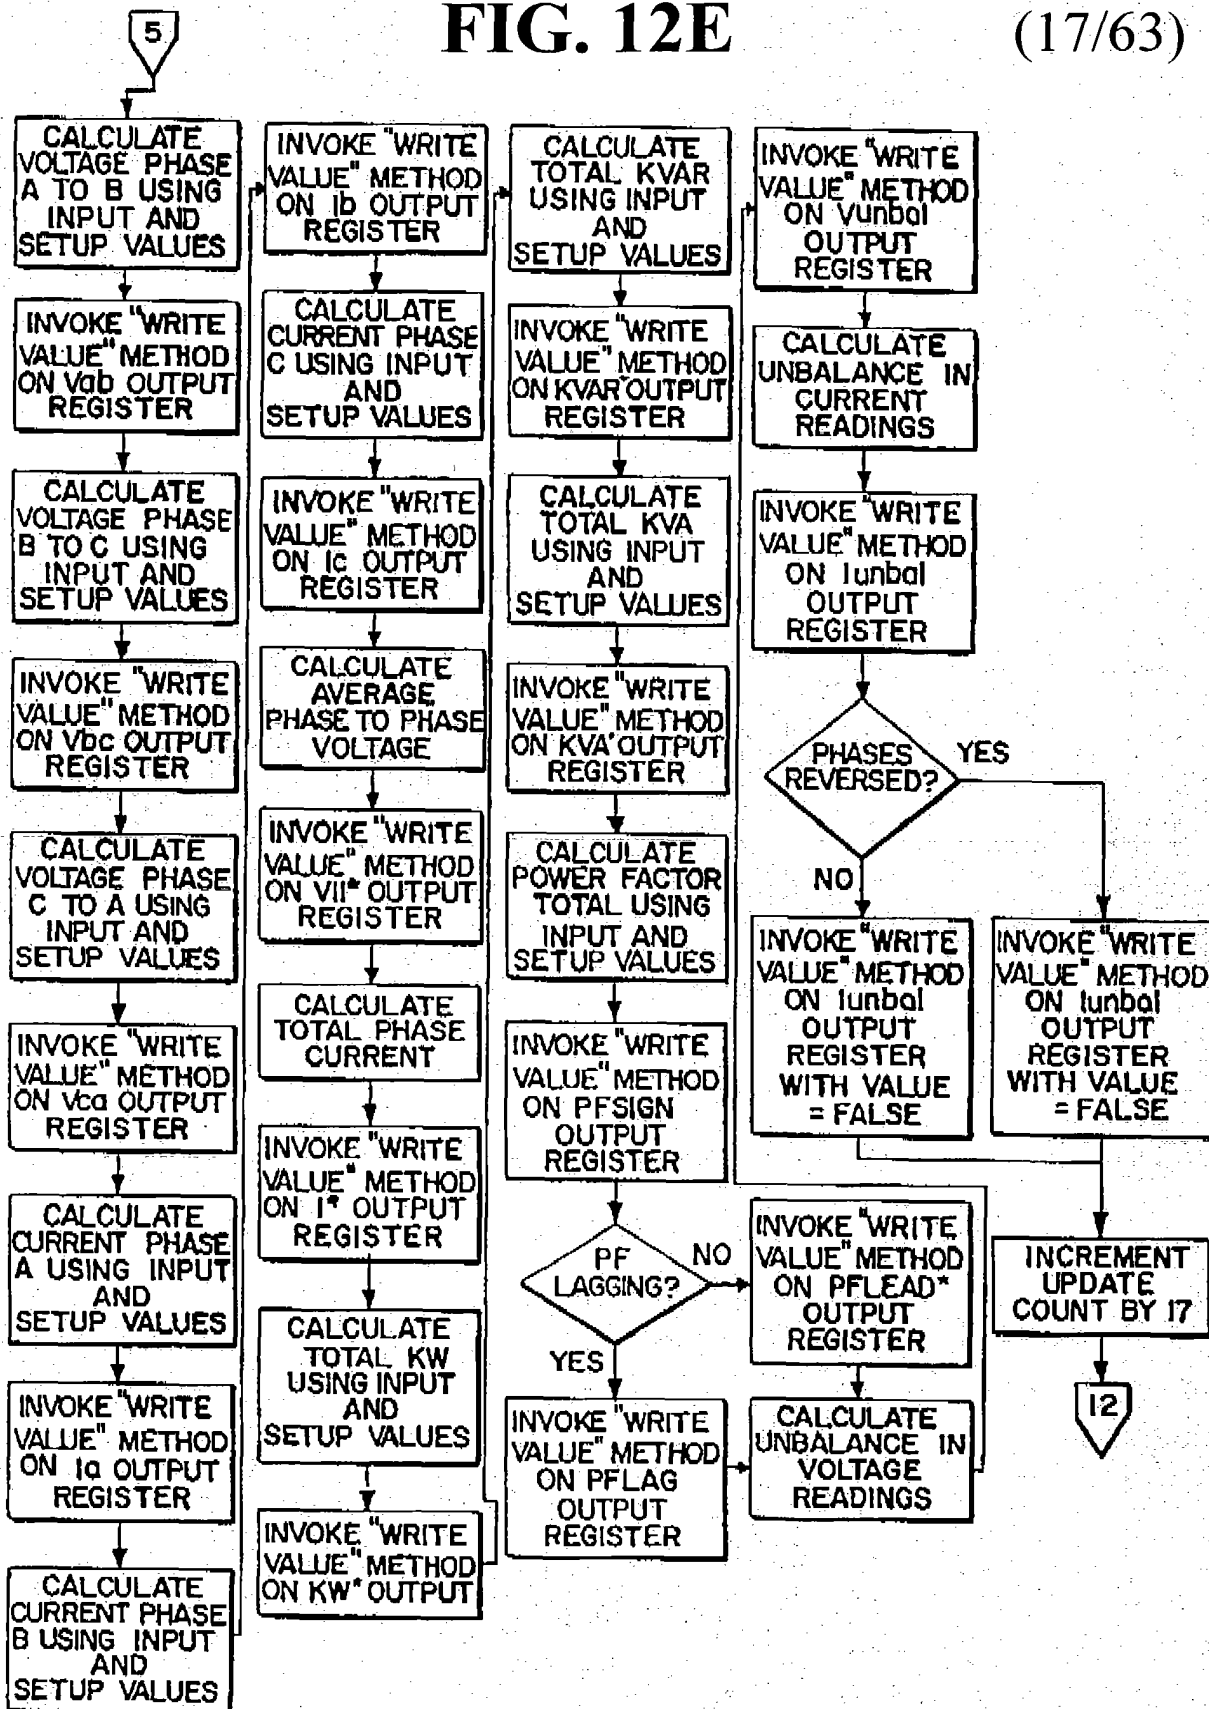 FIG. 12E
(17/63)
5
CALCULATE
VOLTAGE PHASE
A TO B USING
INPUT AND
SETUP VALUES
INVOKE "WRITE
VALUE" METHOD
ON Vab OUTPUT
REGISTER
CALCULATE
VOLTAGE PHASE
B TO C USING
INPUT AND
SETUP VALUES
INVOKE "WRITE
VALUE" METHOD
ON Vbc OUTPUT
REGISTER
CALCULATE
VOLTAGE PHASE
C TO A USING
INPUT AND
SETUP VALUES
INVOKE "WRITE
VALUE" METHOD
ON Vca OUTPUT
REGISTER
CALCULATE
CURRENT PHASE
A USING INPUT
AND
SETUP VALUES
INVOKE "WRITE
VALUE" METHOD
ON Ia OUTPUT
REGISTER
CALCULATE
CURRENT PHASE
B USING INPUT
AND
SETUP VALUES
INVOKE "WRITE
VALUE" METHOD
ON Ib OUTPUT
REGISTER
CALCULATE
CURRENT PHASE
C USING INPUT
AND
SETUP VALUES
INVOKE "WRITE
VALUE" METHOD
ON Ic OUTPUT
REGISTER
CALCULATE
AVERAGE
PHASE TO PHASE
VOLTAGE
INVOKE "WRITE
VALUE" METHOD
ON Vll* OUTPUT
REGISTER
CALCULATE
TOTAL PHASE
CURRENT
INVOKE "WRITE
VALUE" METHOD
ON I* OUTPUT
REGISTER
CALCULATE
TOTAL KW
USING INPUT
AND
SETUP VALUES
INVOKE "WRITE
VALUE" METHOD
ON KW* OUTPUT
CALCULATE
TOTAL KVAR
USING INPUT
AND
SETUP VALUES
INVOKE "WRITE
VALUE" METHOD
ON KVAR* OUTPUT
REGISTER
CALCULATE
TOTAL KVA
USING INPUT
AND
SETUP VALUES
INVOKE "WRITE
VALUE" METHOD
ON KVA* OUTPUT
REGISTER
CALCULATE
POWER FACTOR
TOTAL USING
INPUT AND
SETUP VALUES
INVOKE "WRITE
VALUE" METHOD
ON PFSIGN
OUTPUT
REGISTER
PF
LAGGING?
NO
YES
INVOKE "WRITE
VALUE" METHOD
ON PFLAG
OUTPUT
REGISTER
INVOKE "WRITE
VALUE" METHOD
ON PFLEAD*
OUTPUT
REGISTER
CALCULATE
UNBALANCE IN
VOLTAGE
READINGS
INVOKE "WRITE
VALUE" METHOD
ON Vunbal
OUTPUT
REGISTER
CALCULATE
UNBALANCE IN
CURRENT
READINGS
INVOKE "WRITE
VALUE" METHOD
ON Iunbal
OUTPUT
REGISTER
PHASES
REVERSED?
YES
NO
INVOKE "WRITE
VALUE" METHOD
ON Iunbal
OUTPUT
REGISTER
WITH VALUE
= FALSE
INVOKE "WRITE
VALUE" METHOD
ON Iunbal
OUTPUT
REGISTER
WITH VALUE
= FALSE
INCREMENT
UPDATE
COUNT BY 17
12